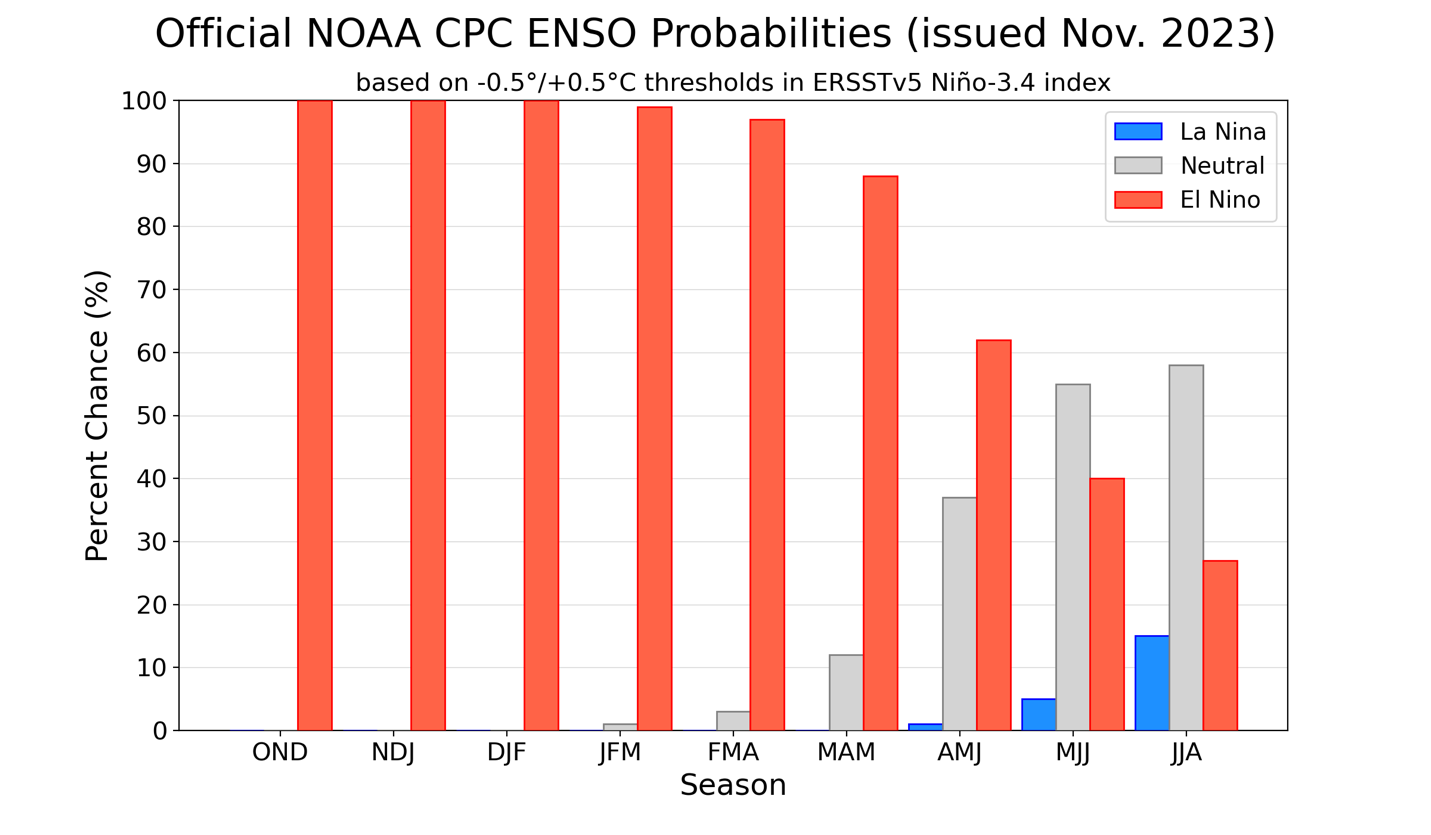 Official NOAA CPC ENSO Probabilities (issued Nov. 2023)
based on -0.5°/+0.5°C thresholds in ERSSTv5 Niño-3.4 index
La Nina
Neutral
El Nino
Percent Chance (%)
100
90
80
70
60
50
40
30
20
10
0
OND NDJ DJF JFM FMA MAM AMJ MJJ JJA
Season